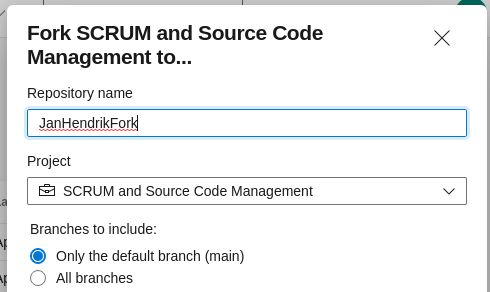 Fork SCRUM and Source Code
Management to...
Repository name
JanHendrikFork
Project
SCRUM and Source Code Management
Branches to include:
Only the default branch (main)
All branches